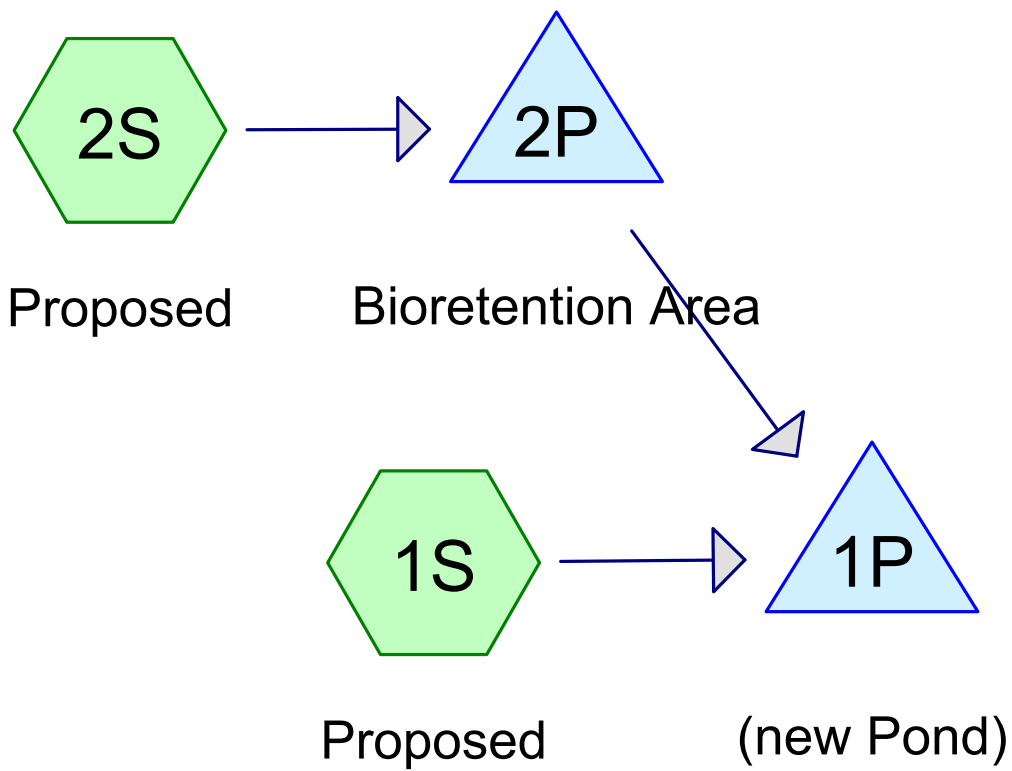 2S
2P
Proposed
Bioretention Area
1S
1P
Proposed
(new Pond)